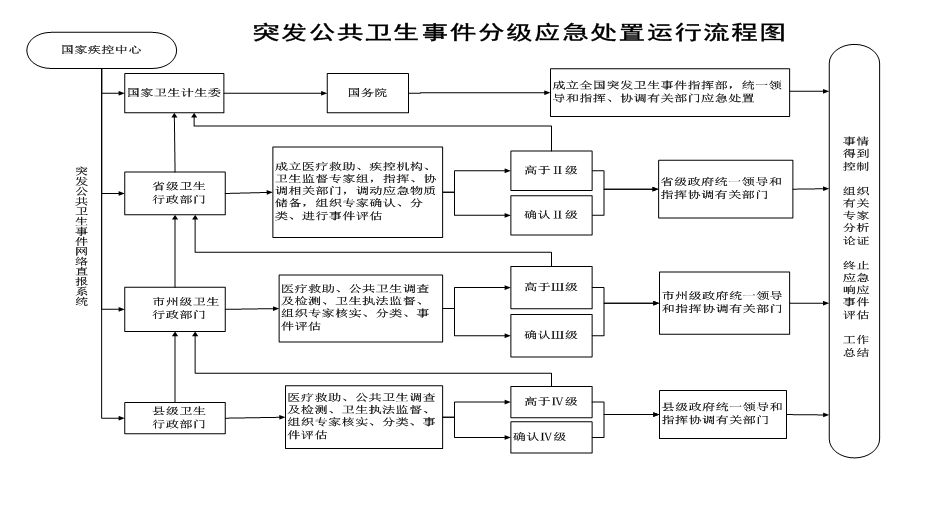 突发公共卫生事件分级应急处置运行流程图
国家疾控中心
国家卫生计生委
国务院
成立全国突发卫生事件指挥部，统一领
导和指挥、协调有关部门应急处置
突发公共卫生事件网络直报系统
省级卫生
行政部门
成立医疗救助、疾控机构、
卫生监督专家组，指挥、协
调相关部门，调动应急物质
储备，组织专家确认、分
类、进行事件评估
高于Ⅱ级
确认Ⅱ级
省级政府统一领导和
指挥协调有关部门
市州级卫生
行政部门
医疗救助、公共卫生调查
及检测、卫生执法监督、
组织专家核实、分类、事
件评估
高于Ⅲ级
确认Ⅲ级
市州级政府统一领导
和指挥协调有关部门
县级卫生
行政部门
医疗救助、公共卫生调查
及检测、卫生执法监督、
组织专家核实、分类、事
件评估
高于Ⅳ级
确认Ⅳ级
县级政府统一领导和
指挥协调有关部门
事情
得到
控制
组织
有关
专家
分析
论证
终止
应急
响应
事件
评估
工作
总结